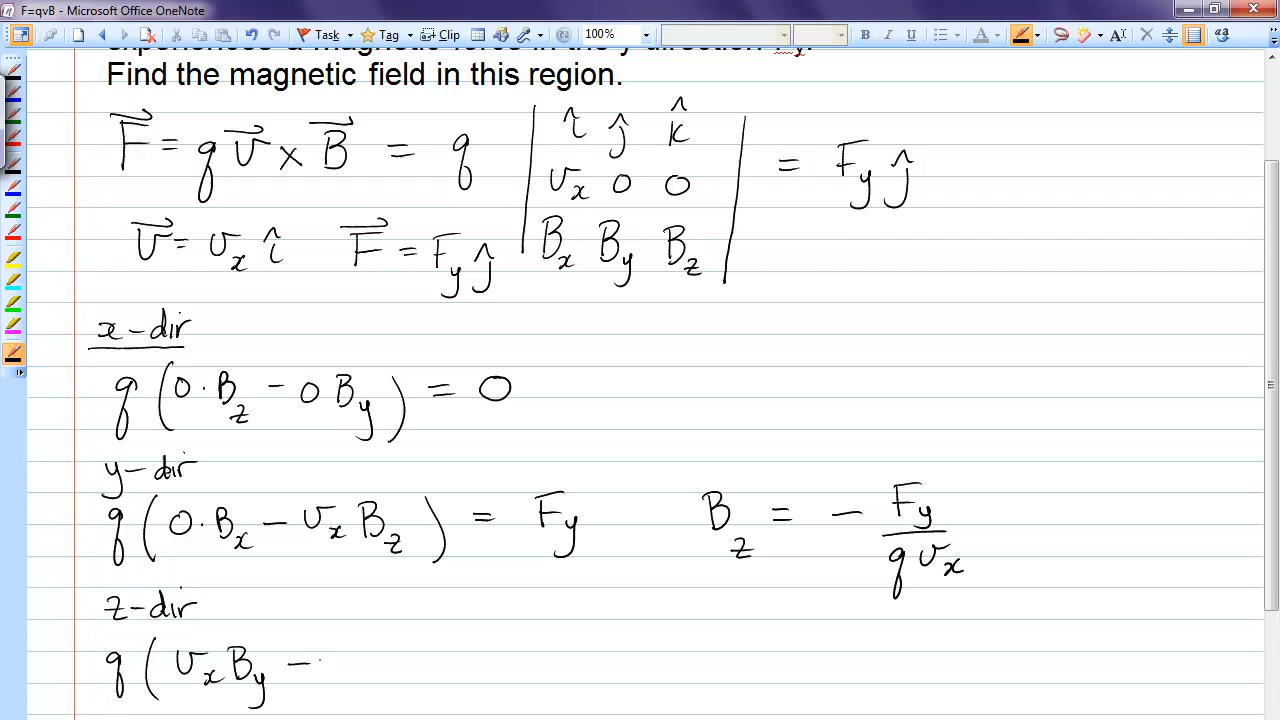 F=qvB - Microsoft Office OneNote
Task Tag Clip 100% B I U A A
Find the magnetic field in this region.
F⃗ = q v⃗ × B⃗ = q | î ĵ k̂ | = F_y ĵ
v_x 0 0
B_x B_y B_z
v⃗ = v_x î F⃗ = F_y ĵ
x-dir
q (0·B_z - 0 B_y) = 0
y-dir
q (0·B_x - v_x B_z) = F_y B_z = - F_y / q v_x
z-dir
q ( v_x B_y -